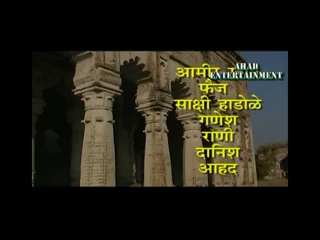 AHAD
ENTERTAINMENT
आमीर
फैज
साक्षी हाडोळे
गणेश
राणी
दानिश
आहद